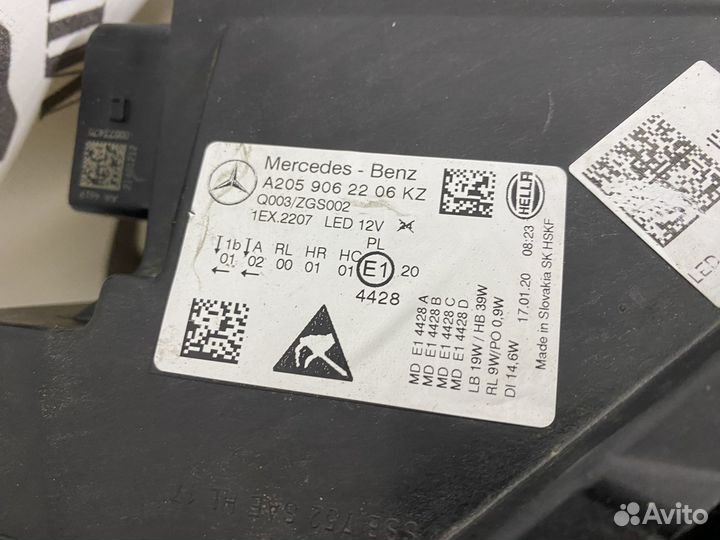 Mercedes - Benz
A205 906 22 06 KZ
Q003/ZGS002
1EX.2207 LED 12V
PL
1b A RL HR HC
01 02 00 01 01 E1 20
4428
MD E1 4428 A
MD E1 4428 B
MD E1 4428 C
MD E1 4428 D
LB 19W / HB 39W
RL 9W/PO 0,9W
DI 14,6W
HELLA
17.01.20 08:23
Made in Slovakia SK HSKF
LED
Avito